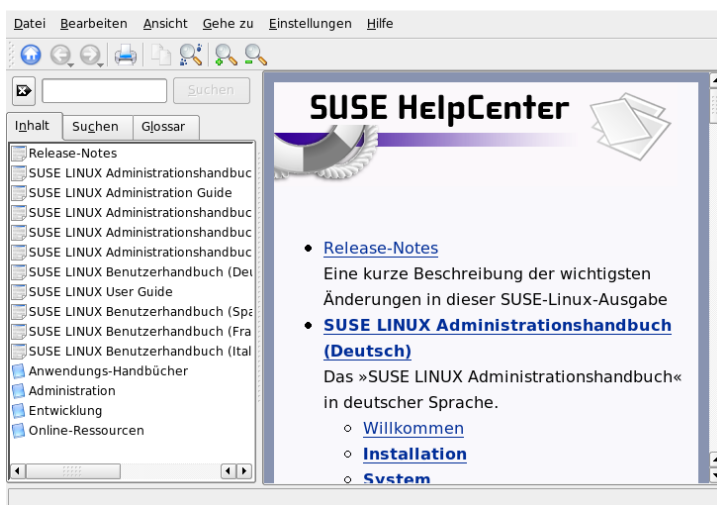 Datei Bearbeiten Ansicht Gehe zu Einstellungen Hilfe
Suchen
Inhalt Suchen Glossar
Release-Notes
SUSE LINUX Administrationshandbuc
SUSE LINUX Administration Guide
SUSE LINUX Administrationshandbuc
SUSE LINUX Administrationshandbuc
SUSE LINUX Administrationshandbuc
SUSE LINUX Benutzerhandbuch (Deu
SUSE LINUX User Guide
SUSE LINUX Benutzerhandbuch (Spa
SUSE LINUX Benutzerhandbuch (Fra
SUSE LINUX Benutzerhandbuch (Ital
Anwendungs-Handbücher
Administration
Entwicklung
Online-Ressourcen
SUSE HelpCenter
Release-Notes
Eine kurze Beschreibung der wichtigsten
Änderungen in dieser SUSE-Linux-Ausgabe
SUSE LINUX Administrationshandbuch
(Deutsch)
Das »SUSE LINUX Administrationshandbuch«
in deutscher Sprache.
Willkommen
Installation
System